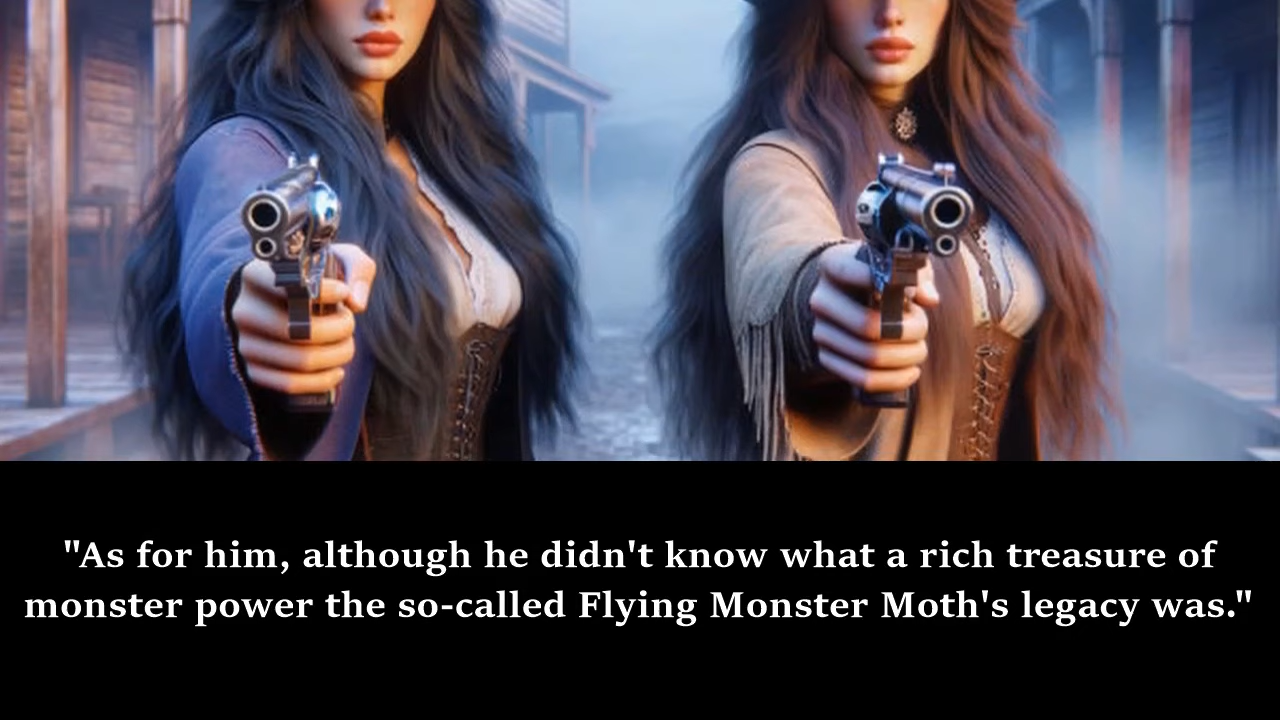 "As for him, although he didn't know what a rich treasure of
monster power the so-called Flying Monster Moth's legacy was."